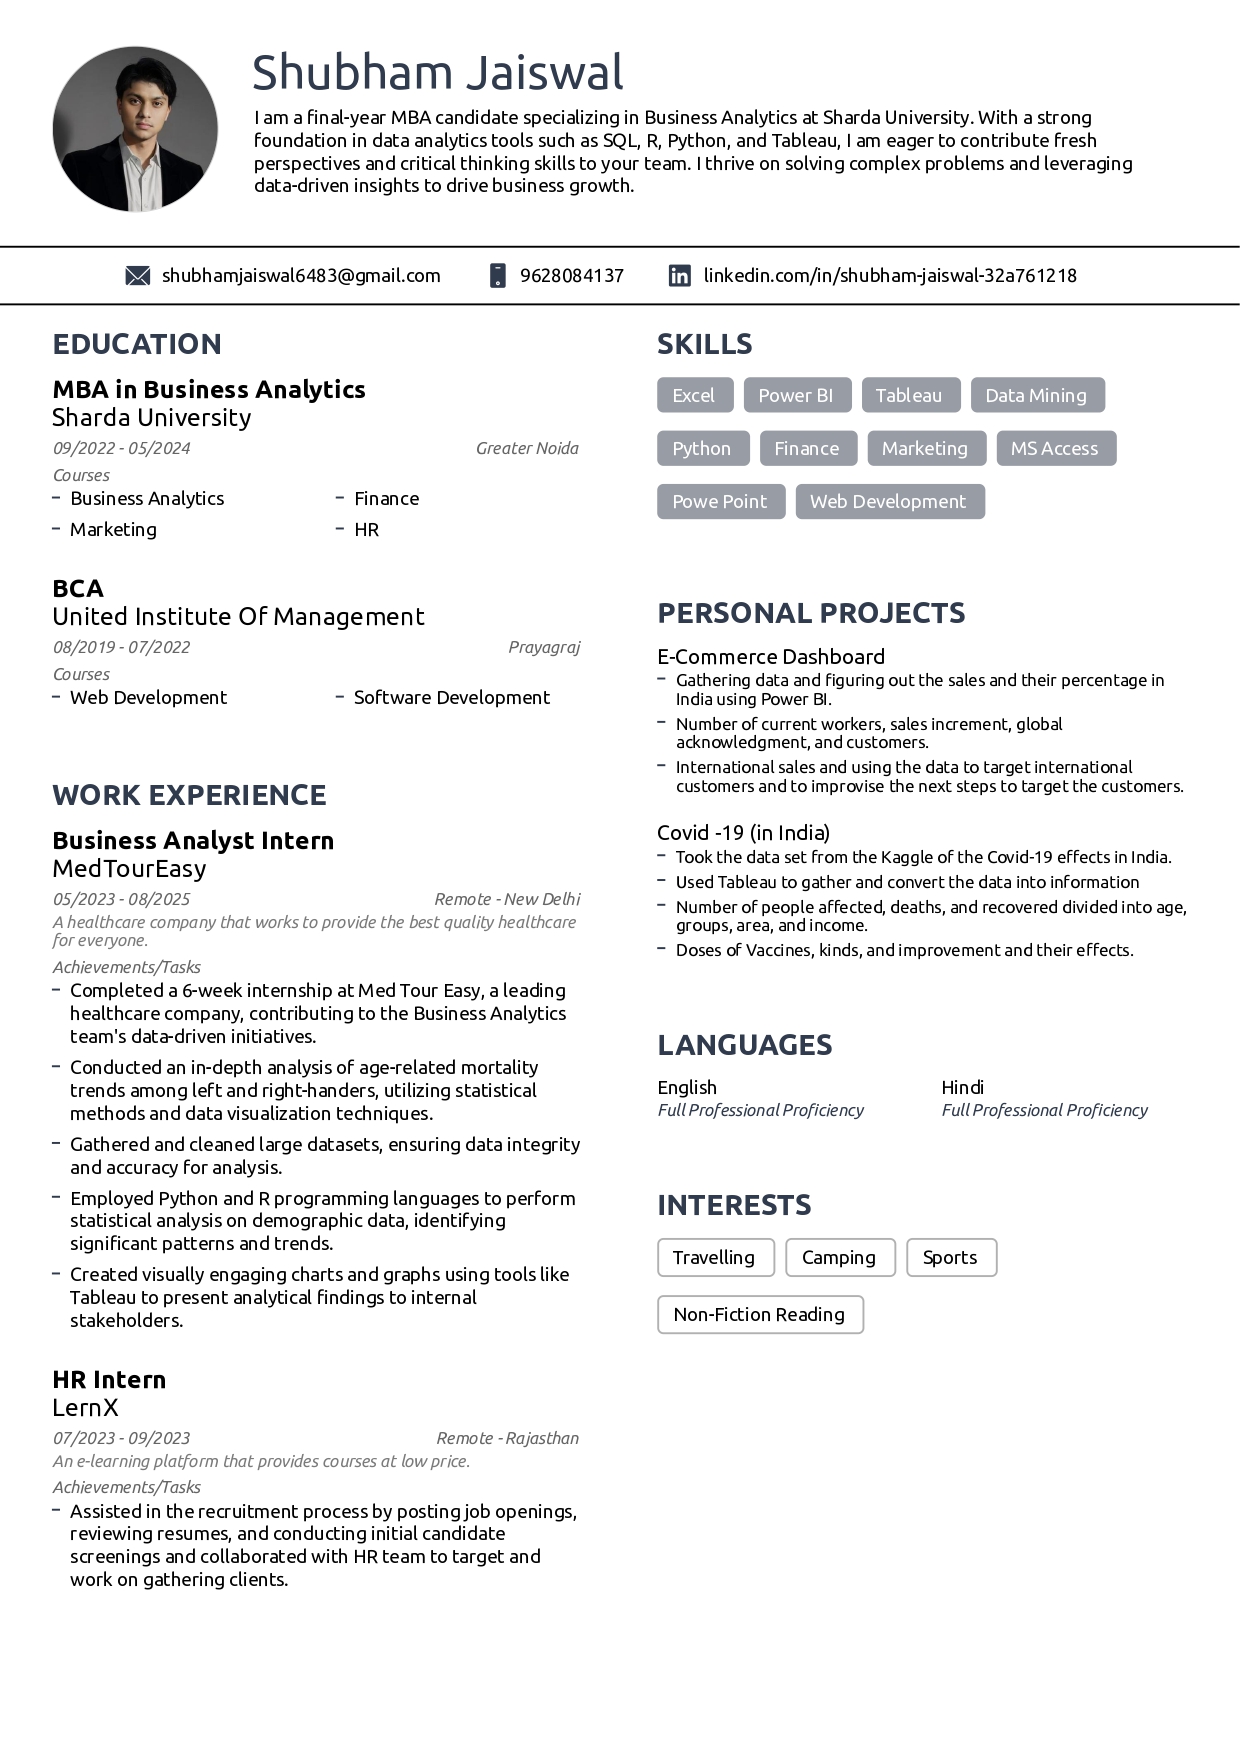 Shubham Jaiswal
I am a final-year MBA candidate specializing in Business Analytics at Sharda University. With a strong
foundation in data analytics tools such as SQL, R, Python, and Tableau, I am eager to contribute fresh
perspectives and critical thinking skills to your team. I thrive on solving complex problems and leveraging
data-driven insights to drive business growth.
shubhamjaiswal6483@gmail.com 9628084137 linkedin.com/in/shubham-jaiswal-32a761218
EDUCATION
MBA in Business Analytics
Sharda University
09/2022 - 05/2024 Greater Noida
Courses
– Business Analytics – Finance
– Marketing – HR
BCA
United Institute Of Management
08/2019 - 07/2022 Prayagraj
Courses
– Web Development – Software Development
WORK EXPERIENCE
Business Analyst Intern
MedTourEasy
05/2023 - 08/2025 Remote - New Delhi
A healthcare company that works to provide the best quality healthcare
for everyone.
Achievements/Tasks
– Completed a 6-week internship at Med Tour Easy, a leading
healthcare company, contributing to the Business Analytics
team's data-driven initiatives.
– Conducted an in-depth analysis of age-related mortality
trends among left and right-handers, utilizing statistical
methods and data visualization techniques.
– Gathered and cleaned large datasets, ensuring data integrity
and accuracy for analysis.
– Employed Python and R programming languages to perform
statistical analysis on demographic data, identifying
significant patterns and trends.
– Created visually engaging charts and graphs using tools like
Tableau to present analytical findings to internal
stakeholders.
HR Intern
LernX
07/2023 - 09/2023 Remote - Rajasthan
An e-learning platform that provides courses at low price.
Achievements/Tasks
– Assisted in the recruitment process by posting job openings,
reviewing resumes, and conducting initial candidate
screenings and collaborated with HR team to target and
work on gathering clients.
SKILLS
Excel Power BI Tableau Data Mining
Python Finance Marketing MS Access
Powe Point Web Development
PERSONAL PROJECTS
E-Commerce Dashboard
– Gathering data and figuring out the sales and their percentage in
India using Power BI.
– Number of current workers, sales increment, global
acknowledgment, and customers.
– International sales and using the data to target international
customers and to improvise the next steps to target the customers.
Covid -19 (in India)
– Took the data set from the Kaggle of the Covid-19 effects in India.
– Used Tableau to gather and convert the data into information
– Number of people affected, deaths, and recovered divided into age,
groups, area, and income.
– Doses of Vaccines, kinds, and improvement and their effects.
LANGUAGES
English Hindi
Full Professional Proficiency Full Professional Proficiency
INTERESTS
Travelling Camping Sports
Non-Fiction Reading